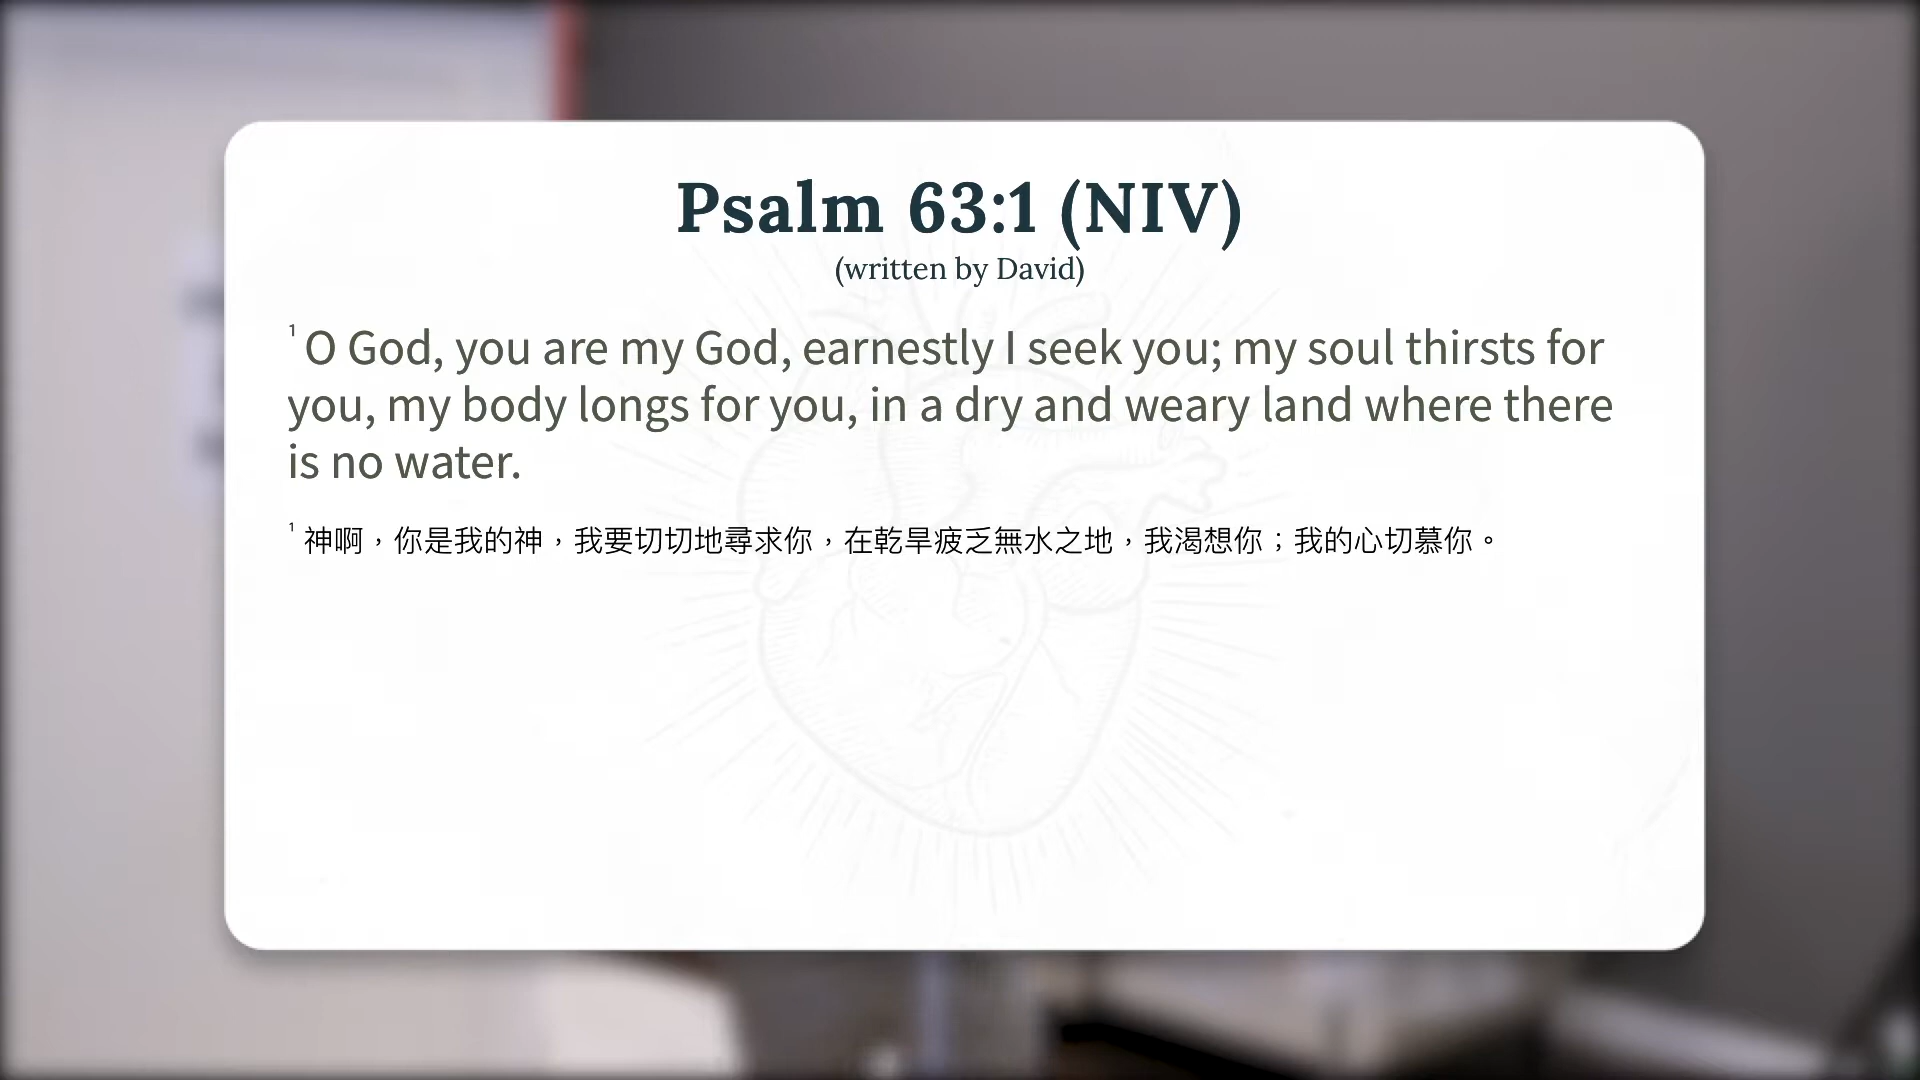 Psalm 63:1 (NIV)
(written by David)
¹ O God, you are my God, earnestly I seek you; my soul thirsts for
you, my body longs for you, in a dry and weary land where there
is no water.
¹ 神啊，你是我的神，我要切切地尋求你，在乾旱疲乏無水之地，我渴想你；我的心切慕你。